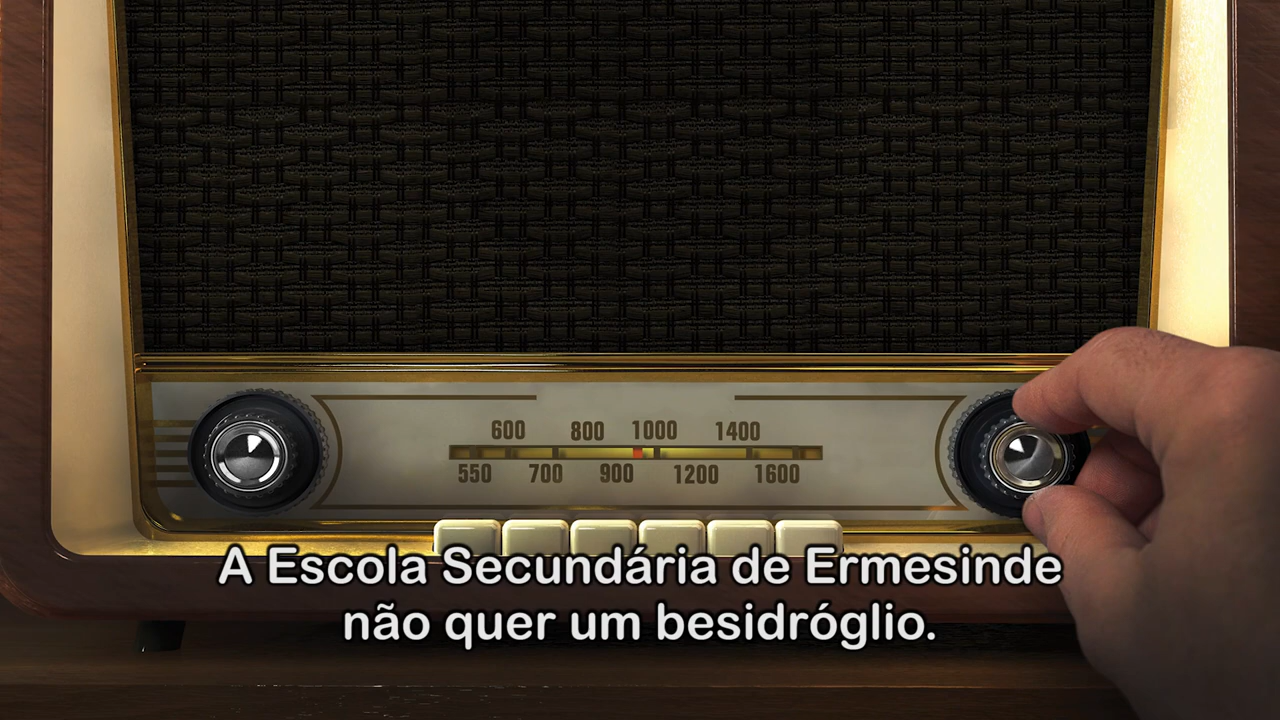 600 800 1000 1400
550 700 900 1200 1600
A Escola Secundária de Ermesinde
não quer um besidróglio.